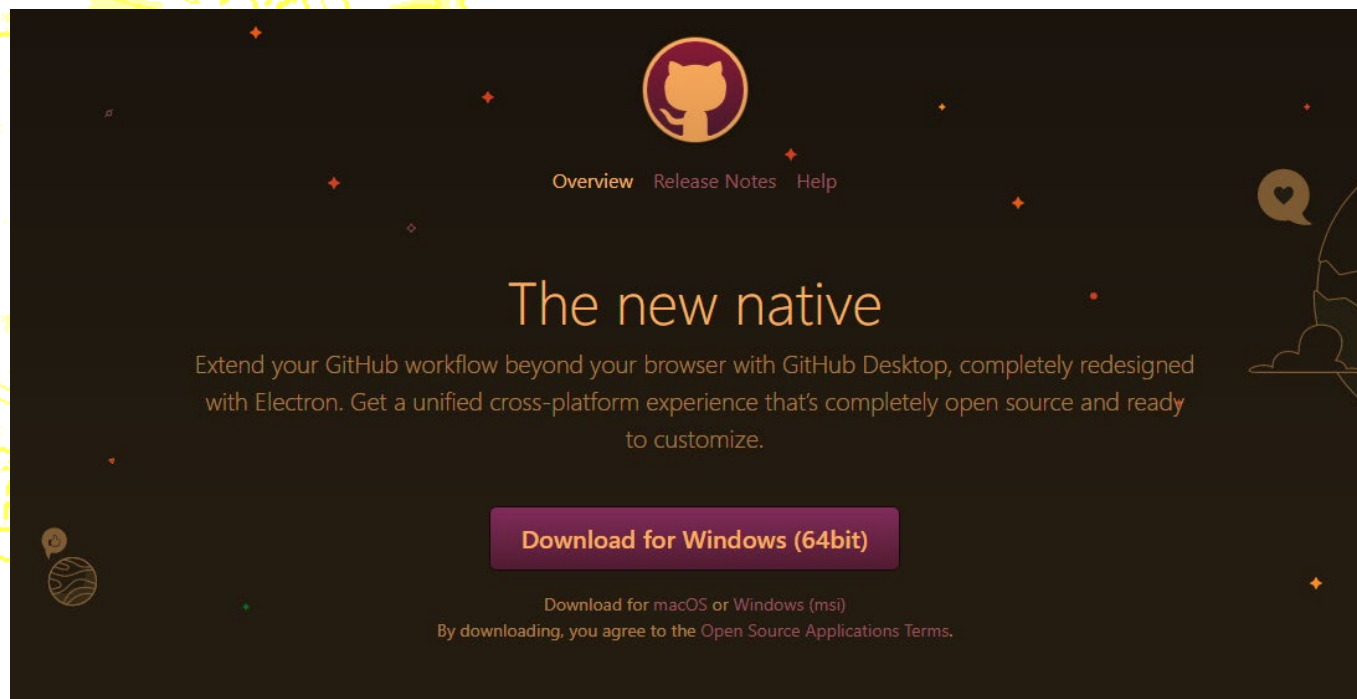 Overview Release Notes Help
The new native
Extend your GitHub workflow beyond your browser with GitHub Desktop, completely redesigned
with Electron. Get a unified cross-platform experience that's completely open source and ready
to customize.
Download for Windows (64bit)
Download for macOS or Windows (msi)
By downloading, you agree to the Open Source Applications Terms.